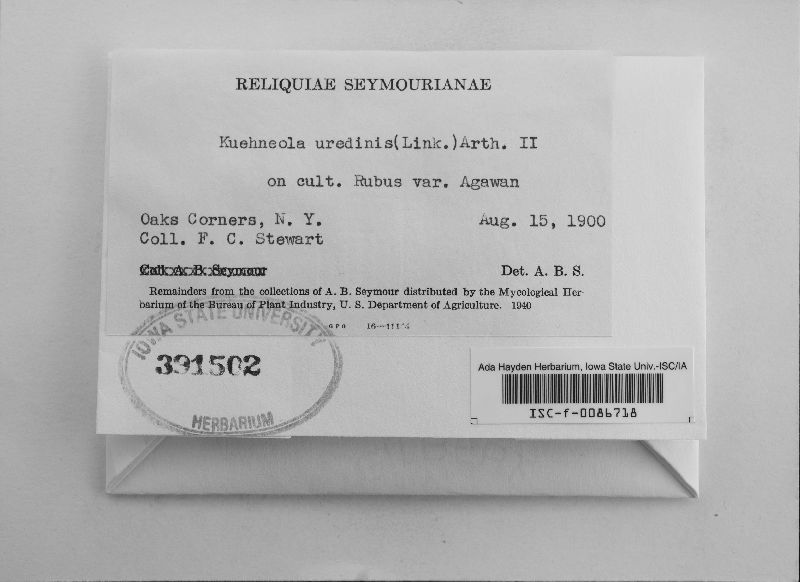 RELIQUIAE SEYMOURIANAE
Kuehneola uredinis(Link.)Arth. II
on cult. Rubus var. Agawan
Oaks Corners, N. Y. Aug. 15, 1900
Coll. F. C. Stewart
Coll. A. B. Seymour Det. A. B. S.
Remainders from the collections of A. B. Seymour distributed by the Mycological Her-
barium of the Bureau of Plant Industry, U. S. Department of Agriculture. 1940
GPO
IOWA STATE UNIVERSITY
391502
HERBARIUM
Ada Hayden Herbarium, Iowa State Univ.-ISC/IA
ISC-f-0086718